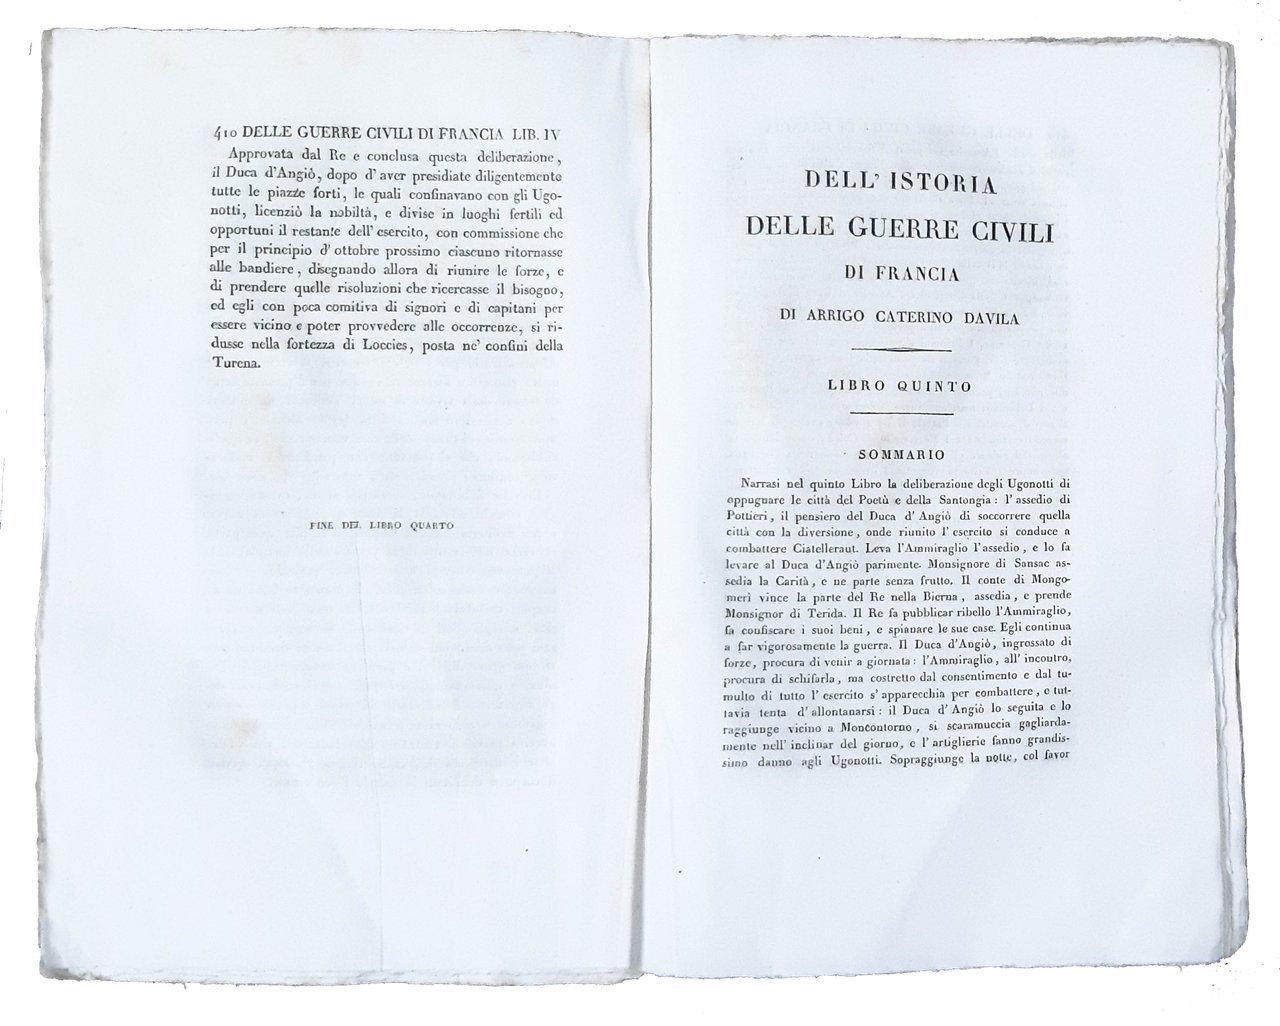 410 DELLE GUERRE CIVILI DI FRANCIA LIB. IV
Approvata dal Re e conclusa questa deliberazione,
il Duca d'Angiò, dopo d'aver presidiate diligentemente
tutte le piazze forti, le quali confinavano con gli Ugo-
notti, licenziò la nobiltà, e divise in luoghi fertili ed
opportuni il restante dell'esercito, con commissione che
per il principio d'ottobre prossimo ciascuno ritornasse
alle bandiere, disegnando allora di riunire le forze, e
di prendere quelle risoluzioni che ricercasse il bisogno,
ed egli con poca comitiva di signori e di capitani per
essere vicino e poter provvedere alle occorrenze, si ri-
dusse nella fortezza di Loccies, posta ne' confini della
Turena.
FINE DEL LIBRO QUARTO
DELL' ISTORIA
DELLE GUERRE CIVILI
DI FRANCIA
DI ARRIGO CATERINO DAVILA
LIBRO QUINTO
SOMMARIO
Narrasi nel quinto Libro la deliberazione degli Ugonotti di
oppugnare le città del Poetù e della Santongia: l'assedio di
Pottieri, il pensiero del Duca d'Angiò di soccorrere quella
città con la diversione, onde riunito l'esercito si conduce a
combattere Ciatelleraut. Leva l'Ammiraglio l'assedio, e lo fa
levare al Duca d'Angiò parimente. Monsignore di Sansac as-
sedia la Carità, e ne parte senza frutto. Il conte di Mongo-
merì vince la parte del Re nella Bierna, assedia, e prende
Monsignor di Terida. Il Re fa pubblicar ribello l'Ammiraglio,
fa confiscare i suoi beni, e spianare le sue case. Egli continua
a far vigorosamente la guerra. Il Duca d'Angiò, ingrossato di
forze, procura di venir a giornata: l'Ammiraglio, all'incontro,
procura di schifarla, ma costretto dal consentimento e dal tu-
multo di tutto l'esercito s'apparecchia per combattere, e tut-
tavia tenta d'allontanarsi: il Duca d'Angiò lo seguita e lo
raggiunge vicino a Moncontorno, si scaramuccia gagliarda-
mente nell'inclinar del giorno, e l'artiglierie fanno grandis-
simo danno agli Ugonotti. Sopraggiunge la notte, col favor